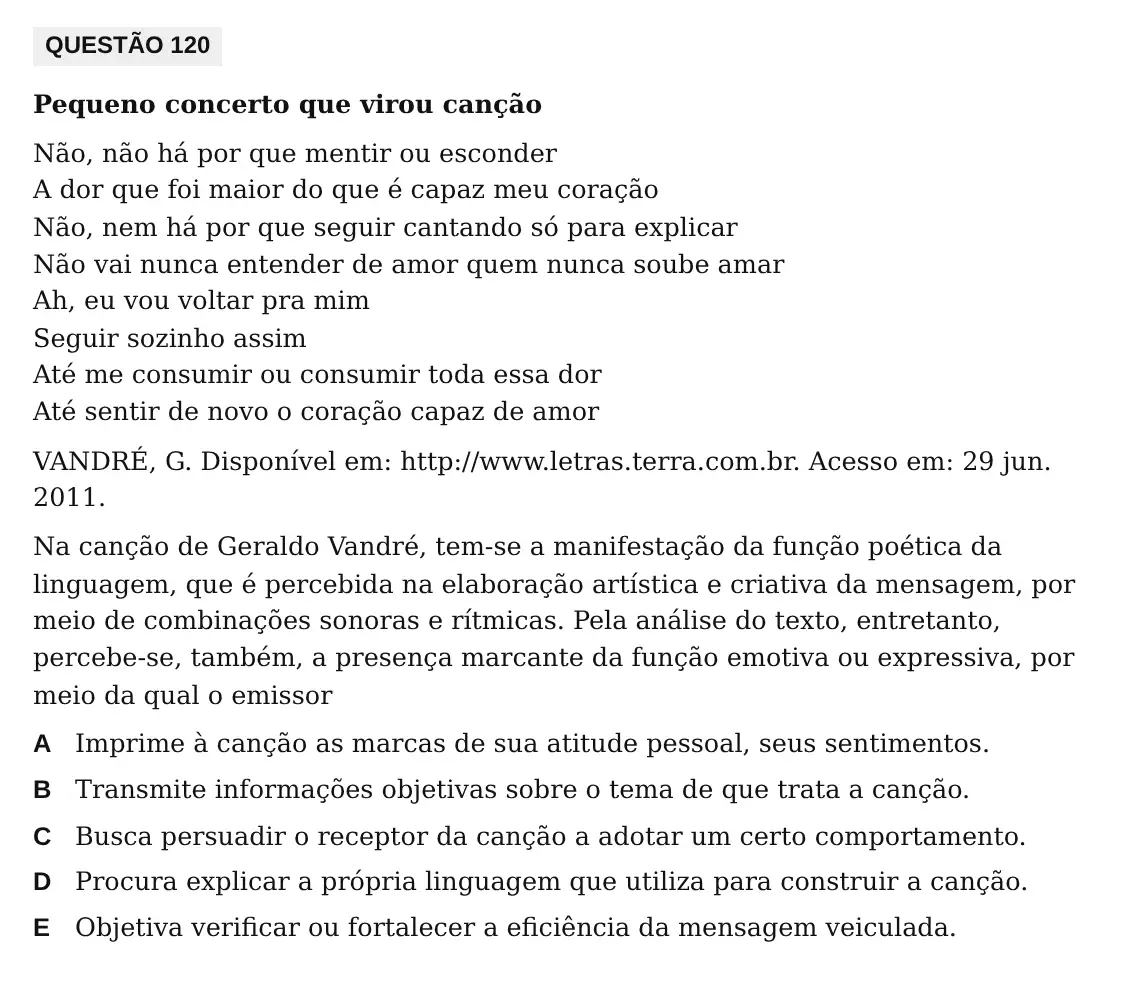 QUESTÃO 120
Pequeno concerto que virou canção
Não, não há por que mentir ou esconder
A dor que foi maior do que é capaz meu coração
Não, nem há por que seguir cantando só para explicar
Não vai nunca entender de amor quem nunca soube amar
Ah, eu vou voltar pra mim
Seguir sozinho assim
Até me consumir ou consumir toda essa dor
Até sentir de novo o coração capaz de amor
VANDRÉ, G. Disponível em: http://www.letras.terra.com.br. Acesso em: 29 jun.
2011.
Na canção de Geraldo Vandré, tem-se a manifestação da função poética da
linguagem, que é percebida na elaboração artística e criativa da mensagem, por
meio de combinações sonoras e rítmicas. Pela análise do texto, entretanto,
percebe-se, também, a presença marcante da função emotiva ou expressiva, por
meio da qual o emissor
A Imprime à canção as marcas de sua atitude pessoal, seus sentimentos.
B Transmite informações objetivas sobre o tema de que trata a canção.
C Busca persuadir o receptor da canção a adotar um certo comportamento.
D Procura explicar a própria linguagem que utiliza para construir a canção.
E Objetiva verificar ou fortalecer a eficiência da mensagem veiculada.